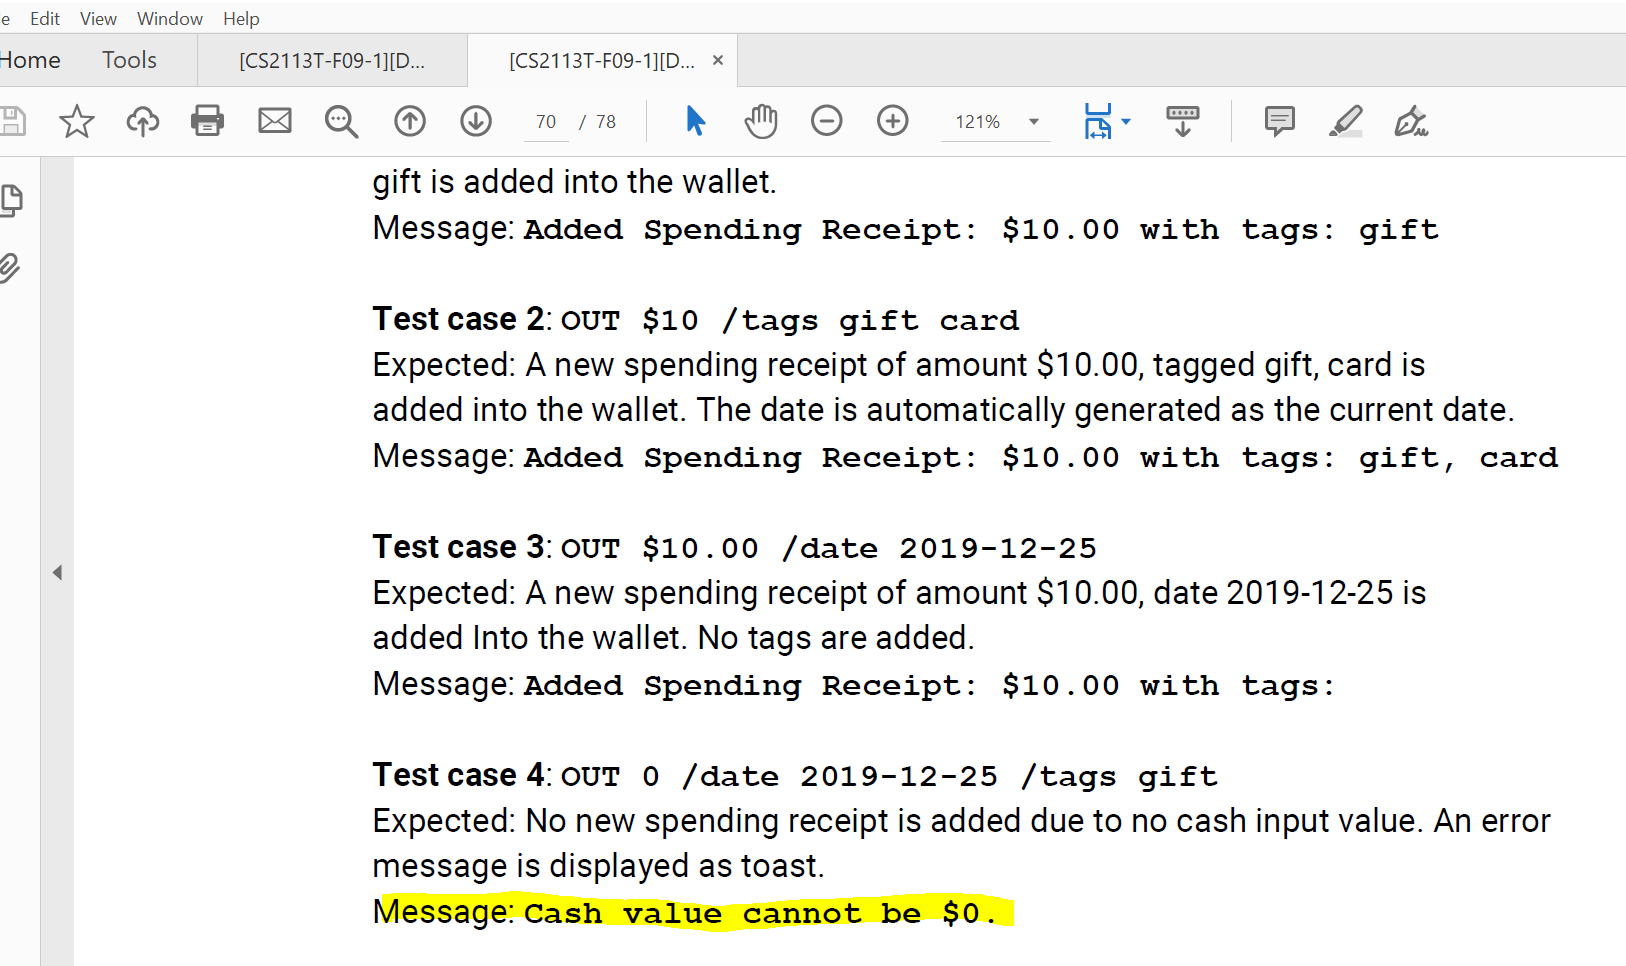 e Edit View Window Help
Home Tools [CS2113T-F09-1][D... [CS2113T-F09-1][D... ×
70 / 78 121%
gift is added into the wallet.
Message: Added Spending Receipt: $10.00 with tags: gift
Test case 2: OUT $10 /tags gift card
Expected: A new spending receipt of amount $10.00, tagged gift, card is
added into the wallet. The date is automatically generated as the current date.
Message: Added Spending Receipt: $10.00 with tags: gift, card
Test case 3: OUT $10.00 /date 2019-12-25
Expected: A new spending receipt of amount $10.00, date 2019-12-25 is
added Into the wallet. No tags are added.
Message: Added Spending Receipt: $10.00 with tags:
Test case 4: OUT 0 /date 2019-12-25 /tags gift
Expected: No new spending receipt is added due to no cash input value. An error
message is displayed as toast.
Message: Cash value cannot be $0.